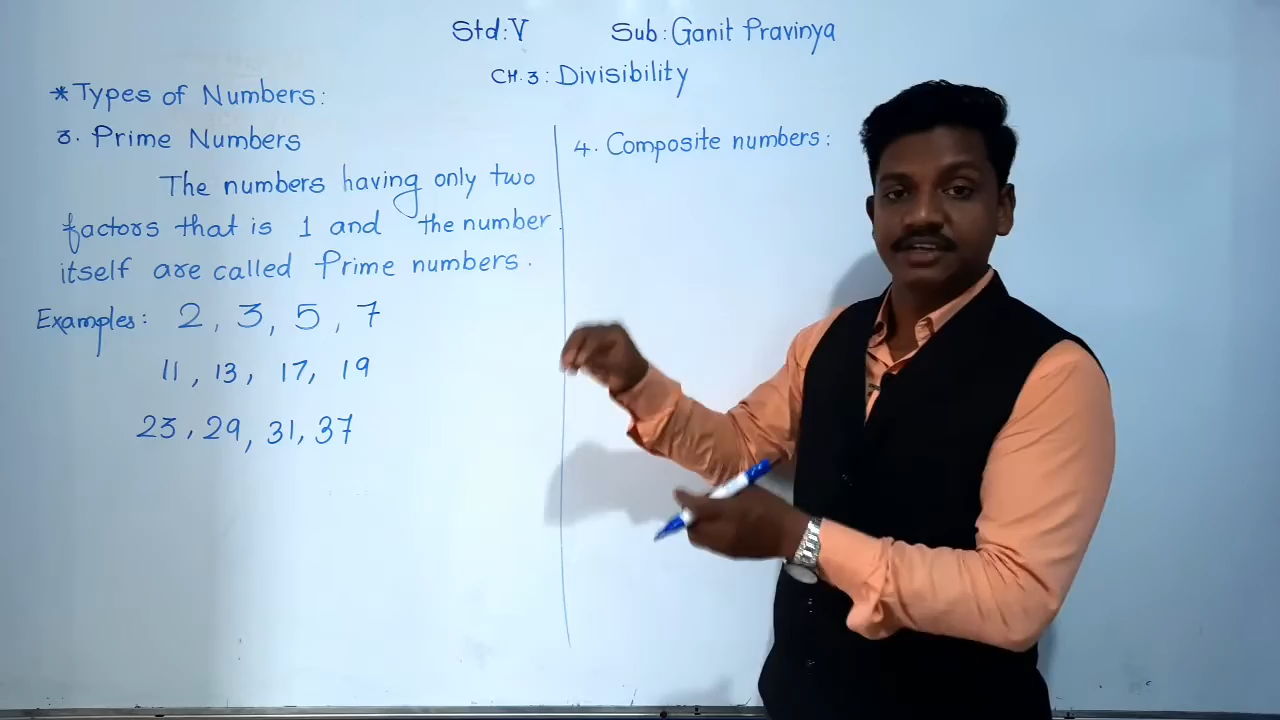 Std: V Sub: Ganit Pravinya
CH. 3: Divisibility
*Types of Numbers:
3. Prime Numbers
The numbers having only two
factors that is 1 and the number
itself are called Prime numbers.
Examples: 2, 3, 5, 7
11, 13, 17, 19
23, 29, 31, 37
4. Composite numbers: